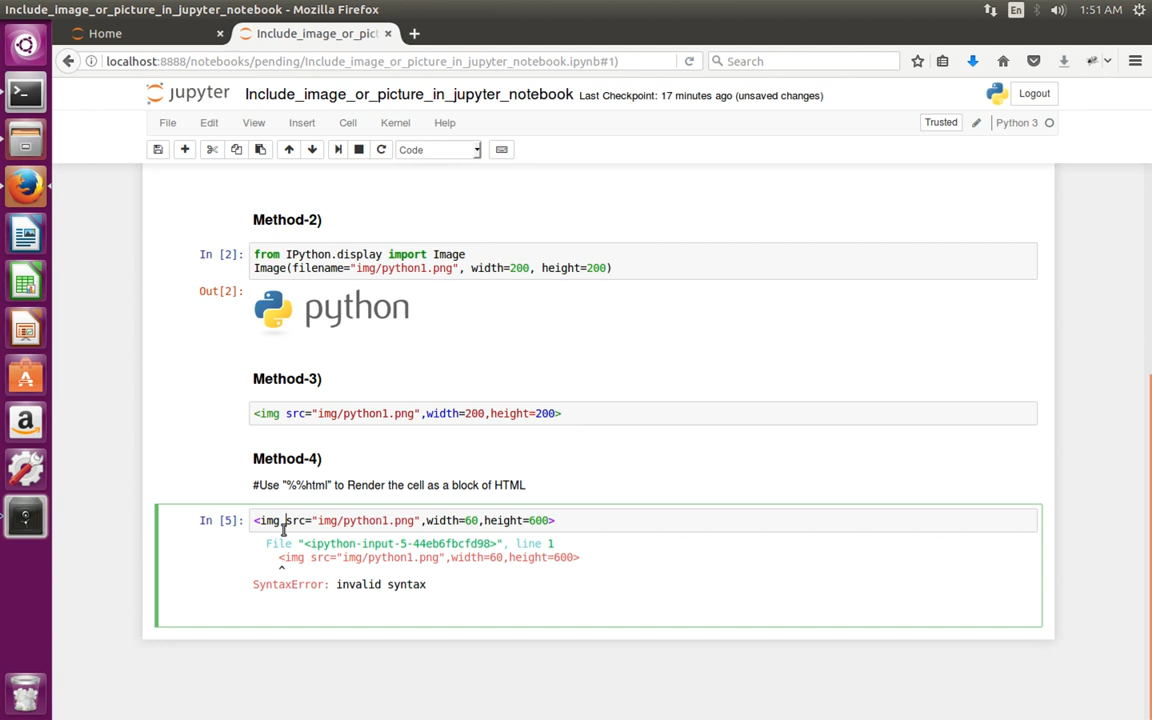 Include_image_or_picture_in_jupyter_notebook - Mozilla Firefox
En
1:51 AM
Home
Include_image_or_pict
localhost:8888/notebooks/pending/Include_image_or_picture_in_jupyter_notebook.ipynb#1)
Search
jupyter
Include_image_or_picture_in_jupyter_notebook Last Checkpoint: 17 minutes ago (unsaved changes)
Logout
File Edit View Insert Cell Kernel Help
Trusted
Python 3
Code
Method-2)
In [2]: from IPython.display import Image
Image(filename="img/python1.png", width=200, height=200)
Out[2]:
python
Method-3)
<img src="img/python1.png",width=200,height=200>
Method-4)
#Use "%%html" to Render the cell as a block of HTML
In [5]: <img src="img/python1.png",width=60,height=600>
File "<ipython-input-5-44eb6fbcfd98>", line 1
<img src="img/python1.png",width=60,height=600>
^
SyntaxError: invalid syntax